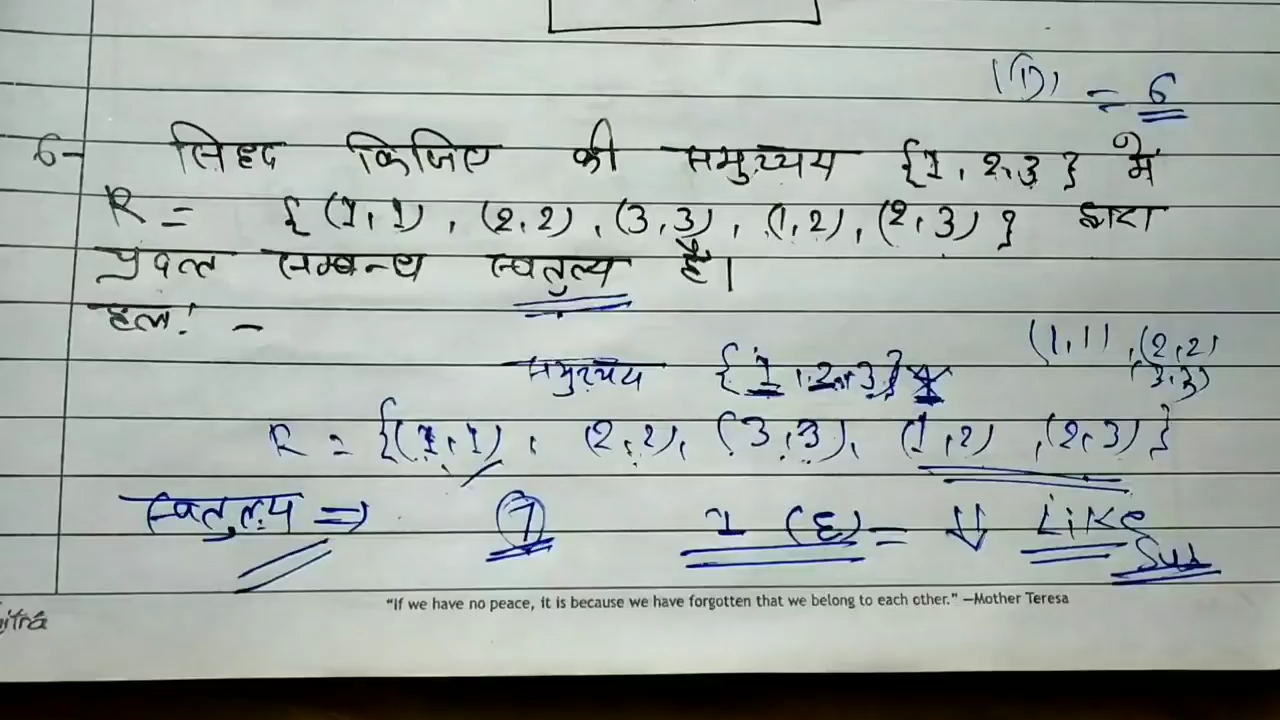 (1) = 6
6- सिद्द किजिए की समुच्चय {1, 2, 3} में
R = { (1,1), (2,2), (3,3), (1,2), (2,3) } द्वारा
प्रदत्त सम्बन्ध स्वतुल्य है।
हल: -
(1,1), (2,2)
(3,3)
समुच्चय {1, 2, 3}
R = {(1,1), (2,2), (3,3), (1,2), (2,3)}
स्वतुल्य => 7 1 (ε) = ↓ Like
Sub
"If we have no peace, it is because we have forgotten that we belong to each other." —Mother Teresa